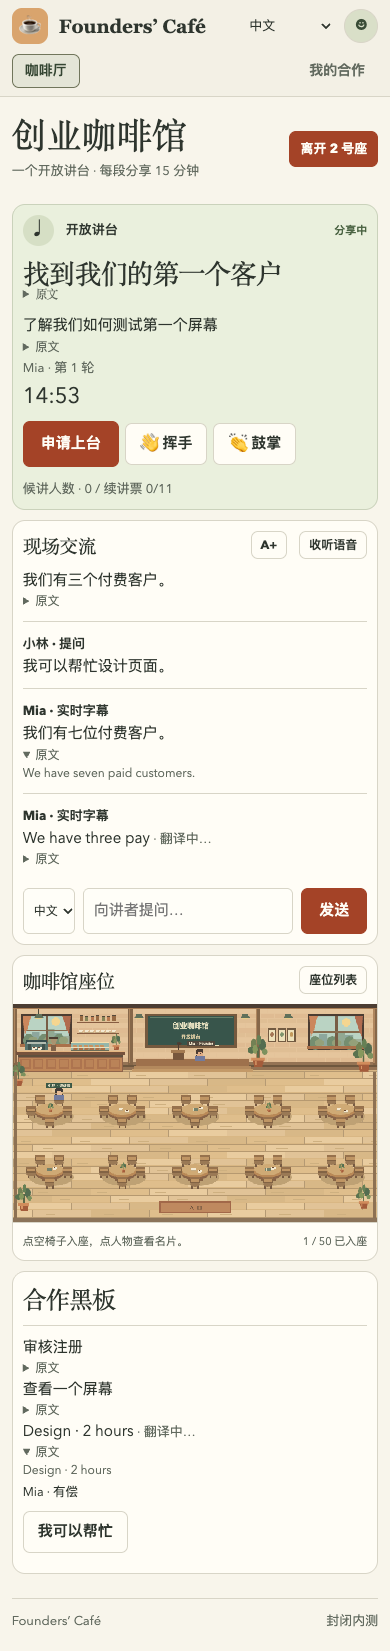 Founders’ Café
中文
咖啡厅
我的合作
创业咖啡馆
一个开放讲台 · 每段分享 15 分钟
离开 2 号座
开放讲台
分享中
找到我们的第一个客户
▶ 原文
了解我们如何测试第一个屏幕
▶ 原文
Mia · 第 1 轮
14:53
申请上台
👋 挥手
👏 鼓掌
候讲人数 · 0 / 续讲票 0/11
现场交流
A+
收听语音
我们有三个付费客户。
▶ 原文
小林 · 提问
我可以帮忙设计页面。
Mia · 实时字幕
我们有七位付费客户。
▼ 原文
We have seven paid customers.
Mia · 实时字幕
We have three pay · 翻译中…
▶ 原文
中文
向讲者提问…
发送
咖啡馆座位
座位列表
创业咖啡馆
开放讲台
点空椅子入座，点人物查看名片。
1 / 50 已入座
合作黑板
审核注册
▶ 原文
查看一个屏幕
▶ 原文
Design · 2 hours · 翻译中…
▼ 原文
Design · 2 hours
Mia · 有偿
我可以帮忙
Founders’ Café
封闭内测